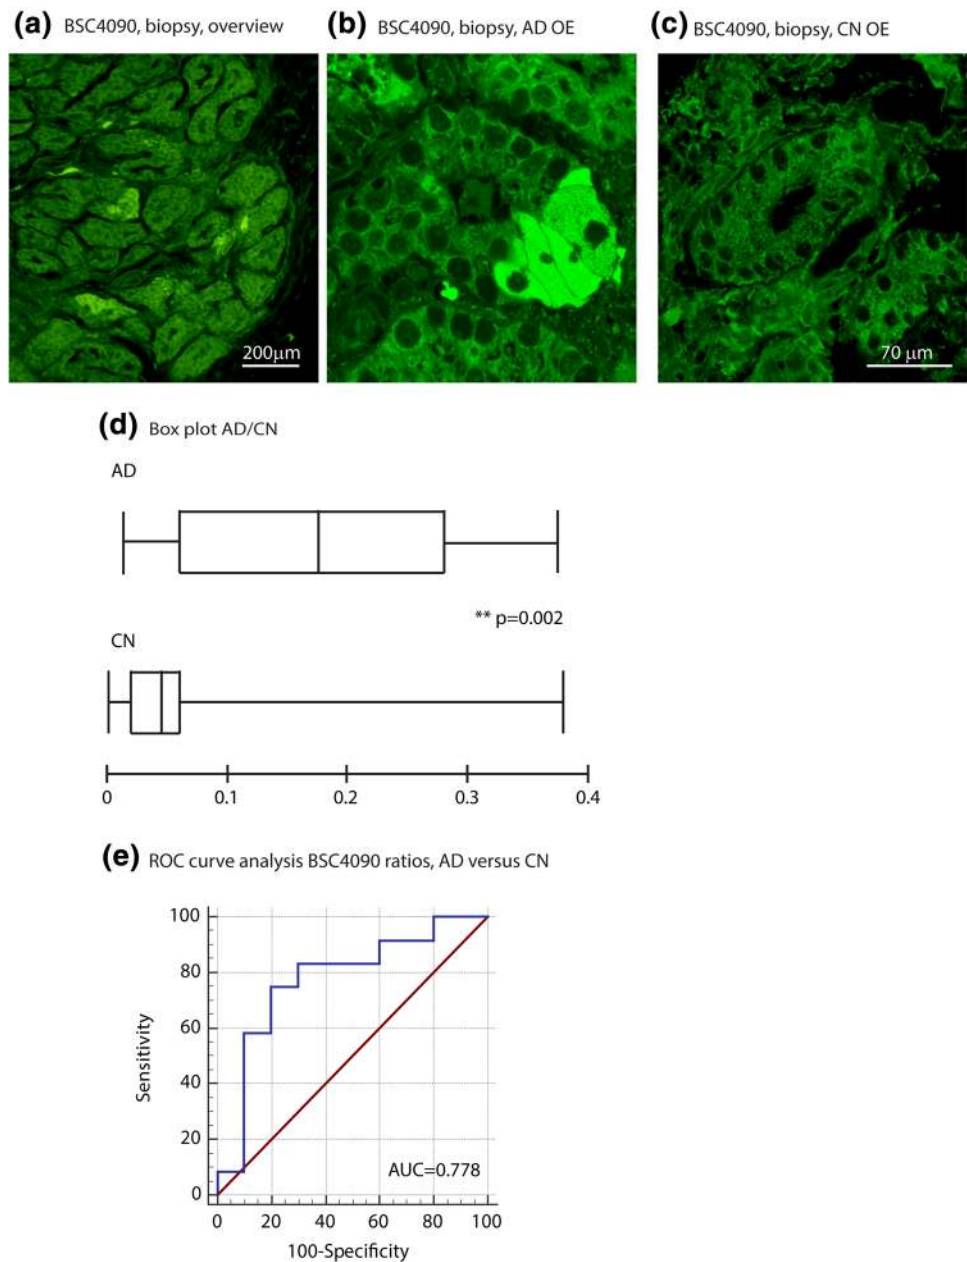 (a) BSC4090, biopsy, overview
(b) BSC4090, biopsy, AD OE
(c) BSC4090, biopsy, CN OE
200μm
70 μm
(d) Box plot AD/CN
AD
** p=0.002
CN
0 0.1 0.2 0.3 0.4
(e) ROC curve analysis BSC4090 ratios, AD versus CN
100
80
60
40
20
0
Sensitivity
AUC=0.778
0 20 40 60 80 100
100-Specificity